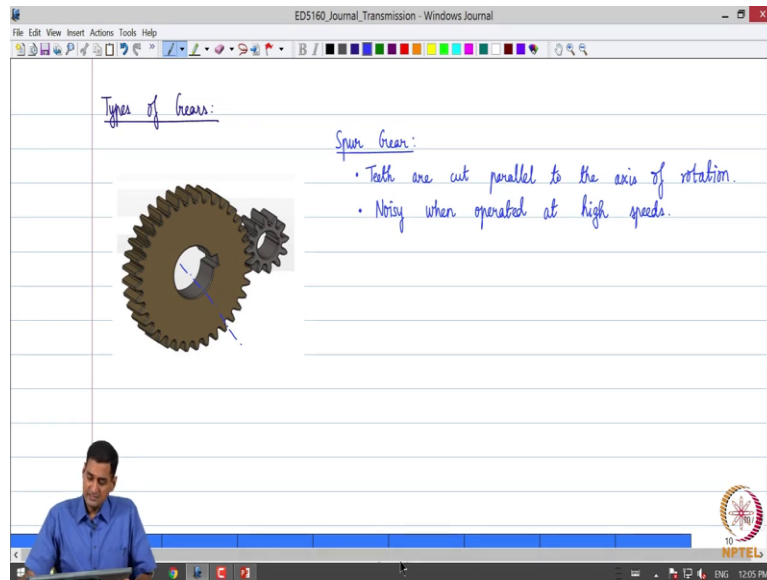 ED5160_Journal_Transmission - Windows Journal
File Edit View Insert Actions Tools Help
Types of Gears:
Spur Gear:
• Teeth are cut parallel to the axis of rotation.
• Noisy when operated at high speeds.
10
NPTEL
ENG 12:05 PM